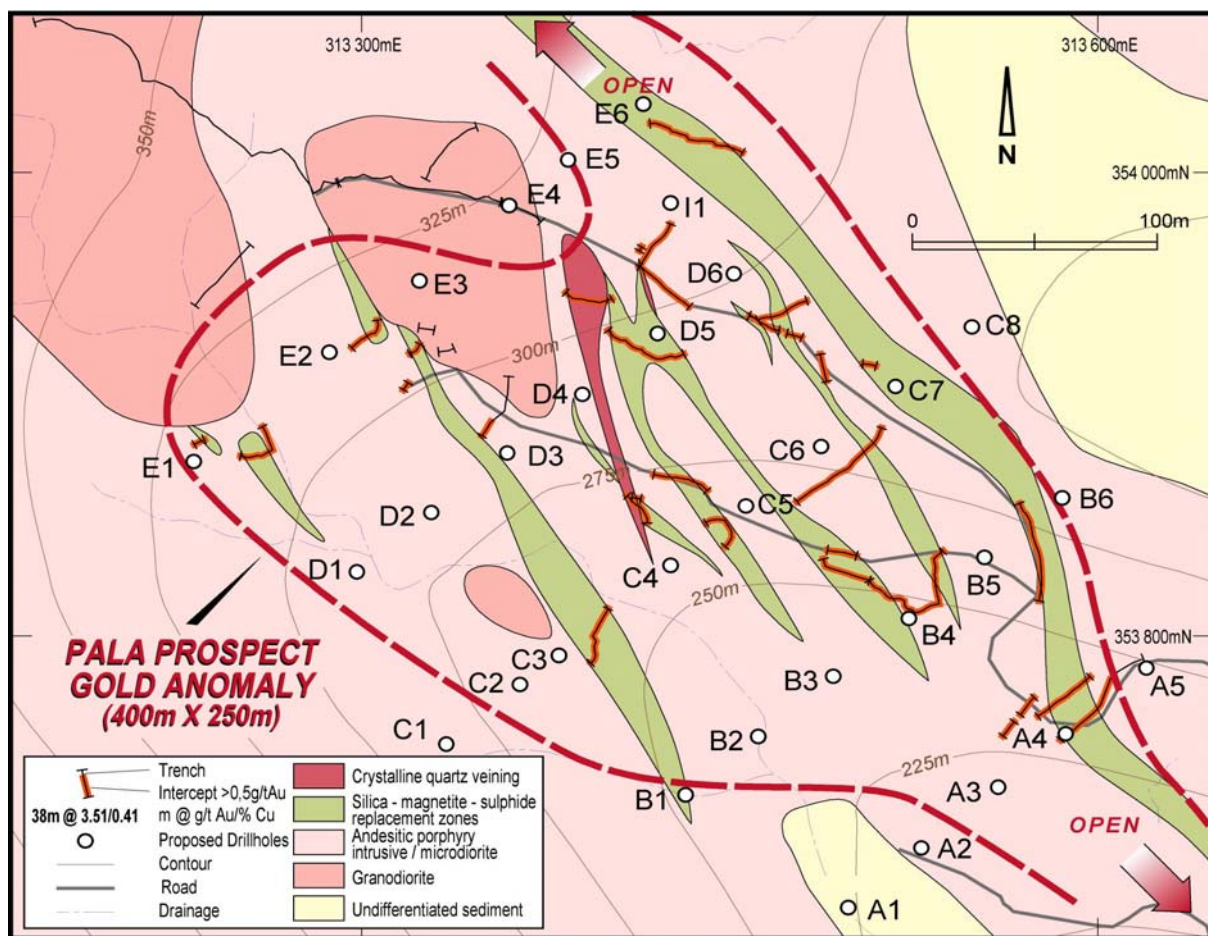 313 300mE
313 600mE
OPEN
E6
350m
N
E5
354 000mN
E4
I1
325m
0
100m
D6
E3
C8
D5
E2
300m
C7
D4
C6
D3
E1
275m
B6
C5
D2
D1
C4
B5
250m
B4
353 800mN
PALA PROSPECT
GOLD ANOMALY
(400m X 250m)
C3
C2
B3
A5
C1
B2
A4
225m
B1
A3
OPEN
A2
A1
Trench
Intercept >0,5g/tAu
38m @ 3.51/0.41 m @ g/t Au/% Cu
Proposed Drillholes
Contour
Road
Drainage
Crystalline quartz veining
Silica - magnetite - sulphide
replacement zones
Andesitic porphyry
intrusive / microdiorite
Granodiorite
Undifferentiated sediment